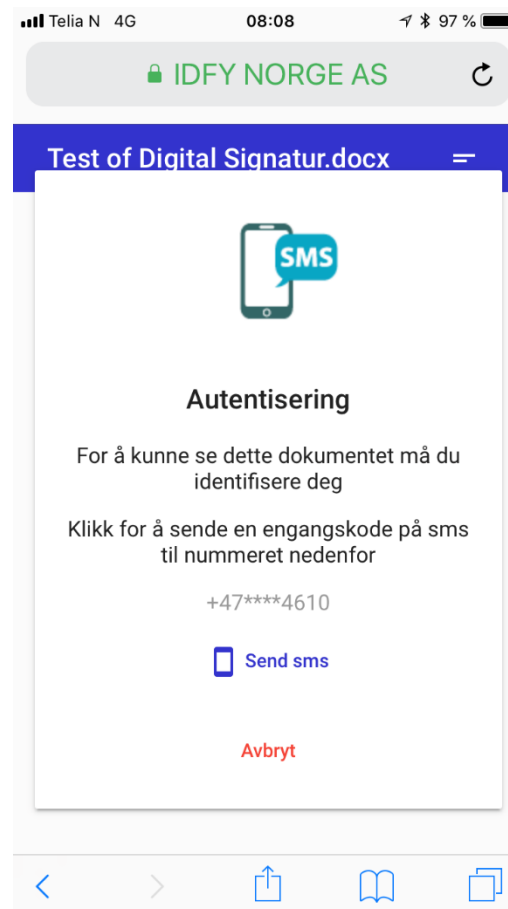 Telia N 4G 08:08 97 %
IDFY NORGE AS
Test of Digital Signatur.docx
SMS
Autentisering
For å kunne se dette dokumentet må du
identifisere deg
Klikk for å sende en engangskode på sms
til nummeret nedenfor
+47****4610
Send sms
Avbryt